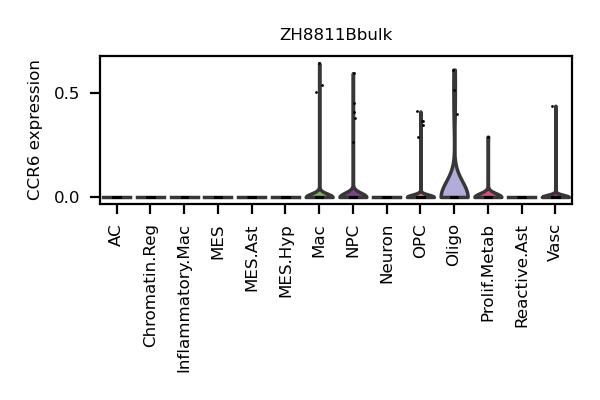 ZH8811Bbulk
CCR6 expression
0.5
0.0
AC
Chromatin.Reg
Inflammatory.Mac
MES
MES.Ast
MES.Hyp
Mac
NPC
Neuron
OPC
Oligo
Prolif.Metab
Reactive.Ast
Vasc